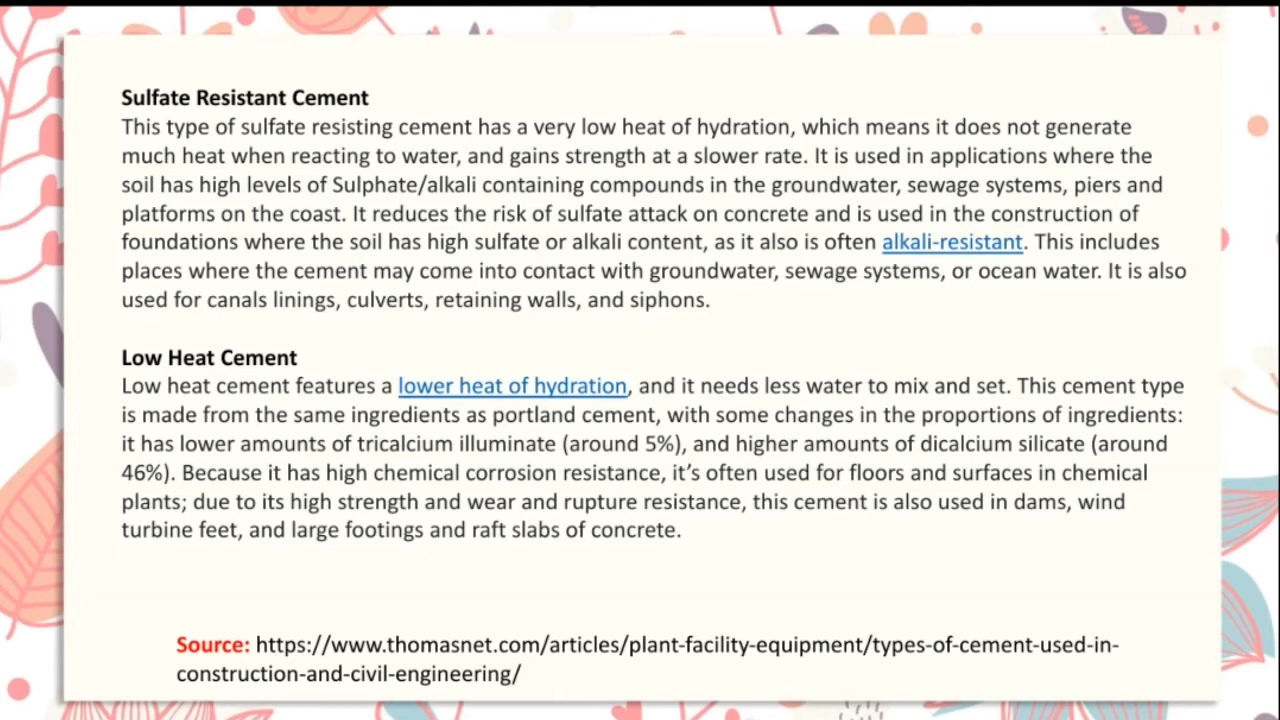 Sulfate Resistant Cement
This type of sulfate resisting cement has a very low heat of hydration, which means it does not generate
much heat when reacting to water, and gains strength at a slower rate. It is used in applications where the
soil has high levels of Sulphate/alkali containing compounds in the groundwater, sewage systems, piers and
platforms on the coast. It reduces the risk of sulfate attack on concrete and is used in the construction of
foundations where the soil has high sulfate or alkali content, as it also is often alkali-resistant. This includes
places where the cement may come into contact with groundwater, sewage systems, or ocean water. It is also
used for canals linings, culverts, retaining walls, and siphons.
Low Heat Cement
Low heat cement features a lower heat of hydration, and it needs less water to mix and set. This cement type
is made from the same ingredients as portland cement, with some changes in the proportions of ingredients:
it has lower amounts of tricalcium illuminate (around 5%), and higher amounts of dicalcium silicate (around
46%). Because it has high chemical corrosion resistance, it’s often used for floors and surfaces in chemical
plants; due to its high strength and wear and rupture resistance, this cement is also used in dams, wind
turbine feet, and large footings and raft slabs of concrete.
Source: https://www.thomasnet.com/articles/plant-facility-equipment/types-of-cement-used-in-
construction-and-civil-engineering/